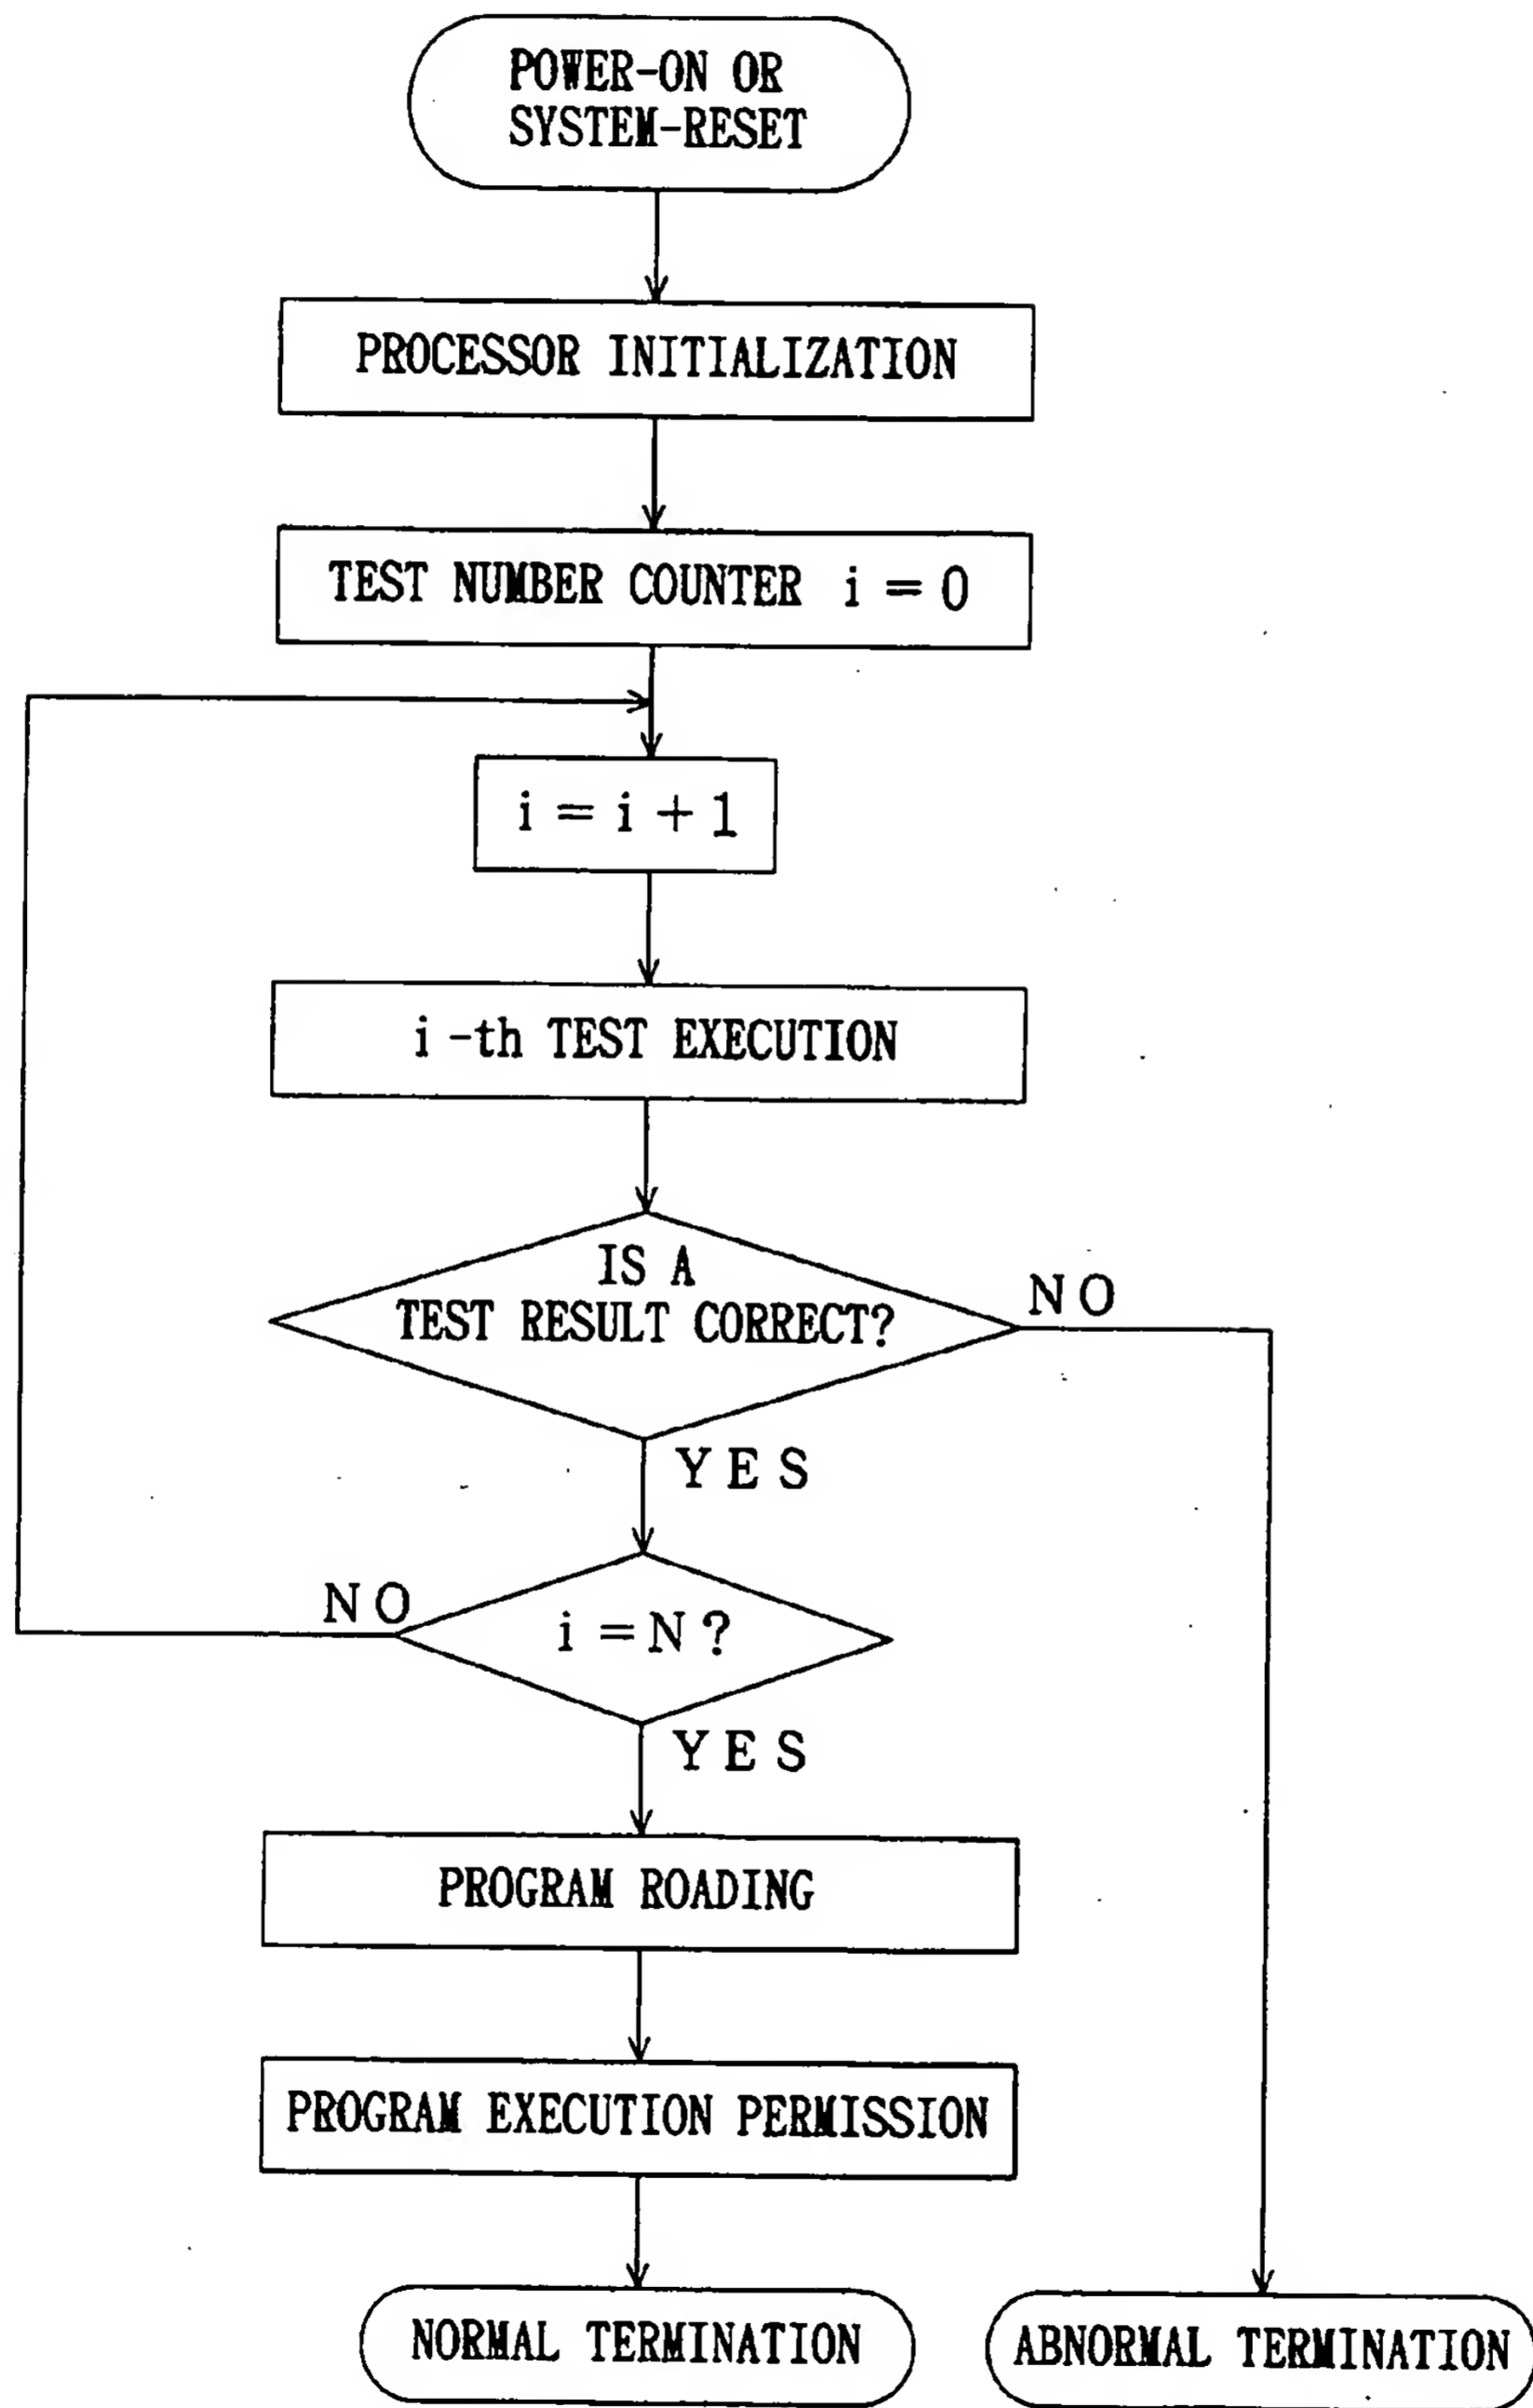 POWER-ON OR
SYSTEM-RESET
PROCESSOR INITIALIZATION
TEST NUMBER COUNTER i = 0
i = i + 1
i -th TEST EXECUTION
IS A
TEST RESULT CORRECT?
NO
YES
NO
i = N ?
YES
PROGRAM ROADING
PROGRAM EXECUTION PERMISSION
NORMAL TERMINATION
ABNORMAL TERMINATION